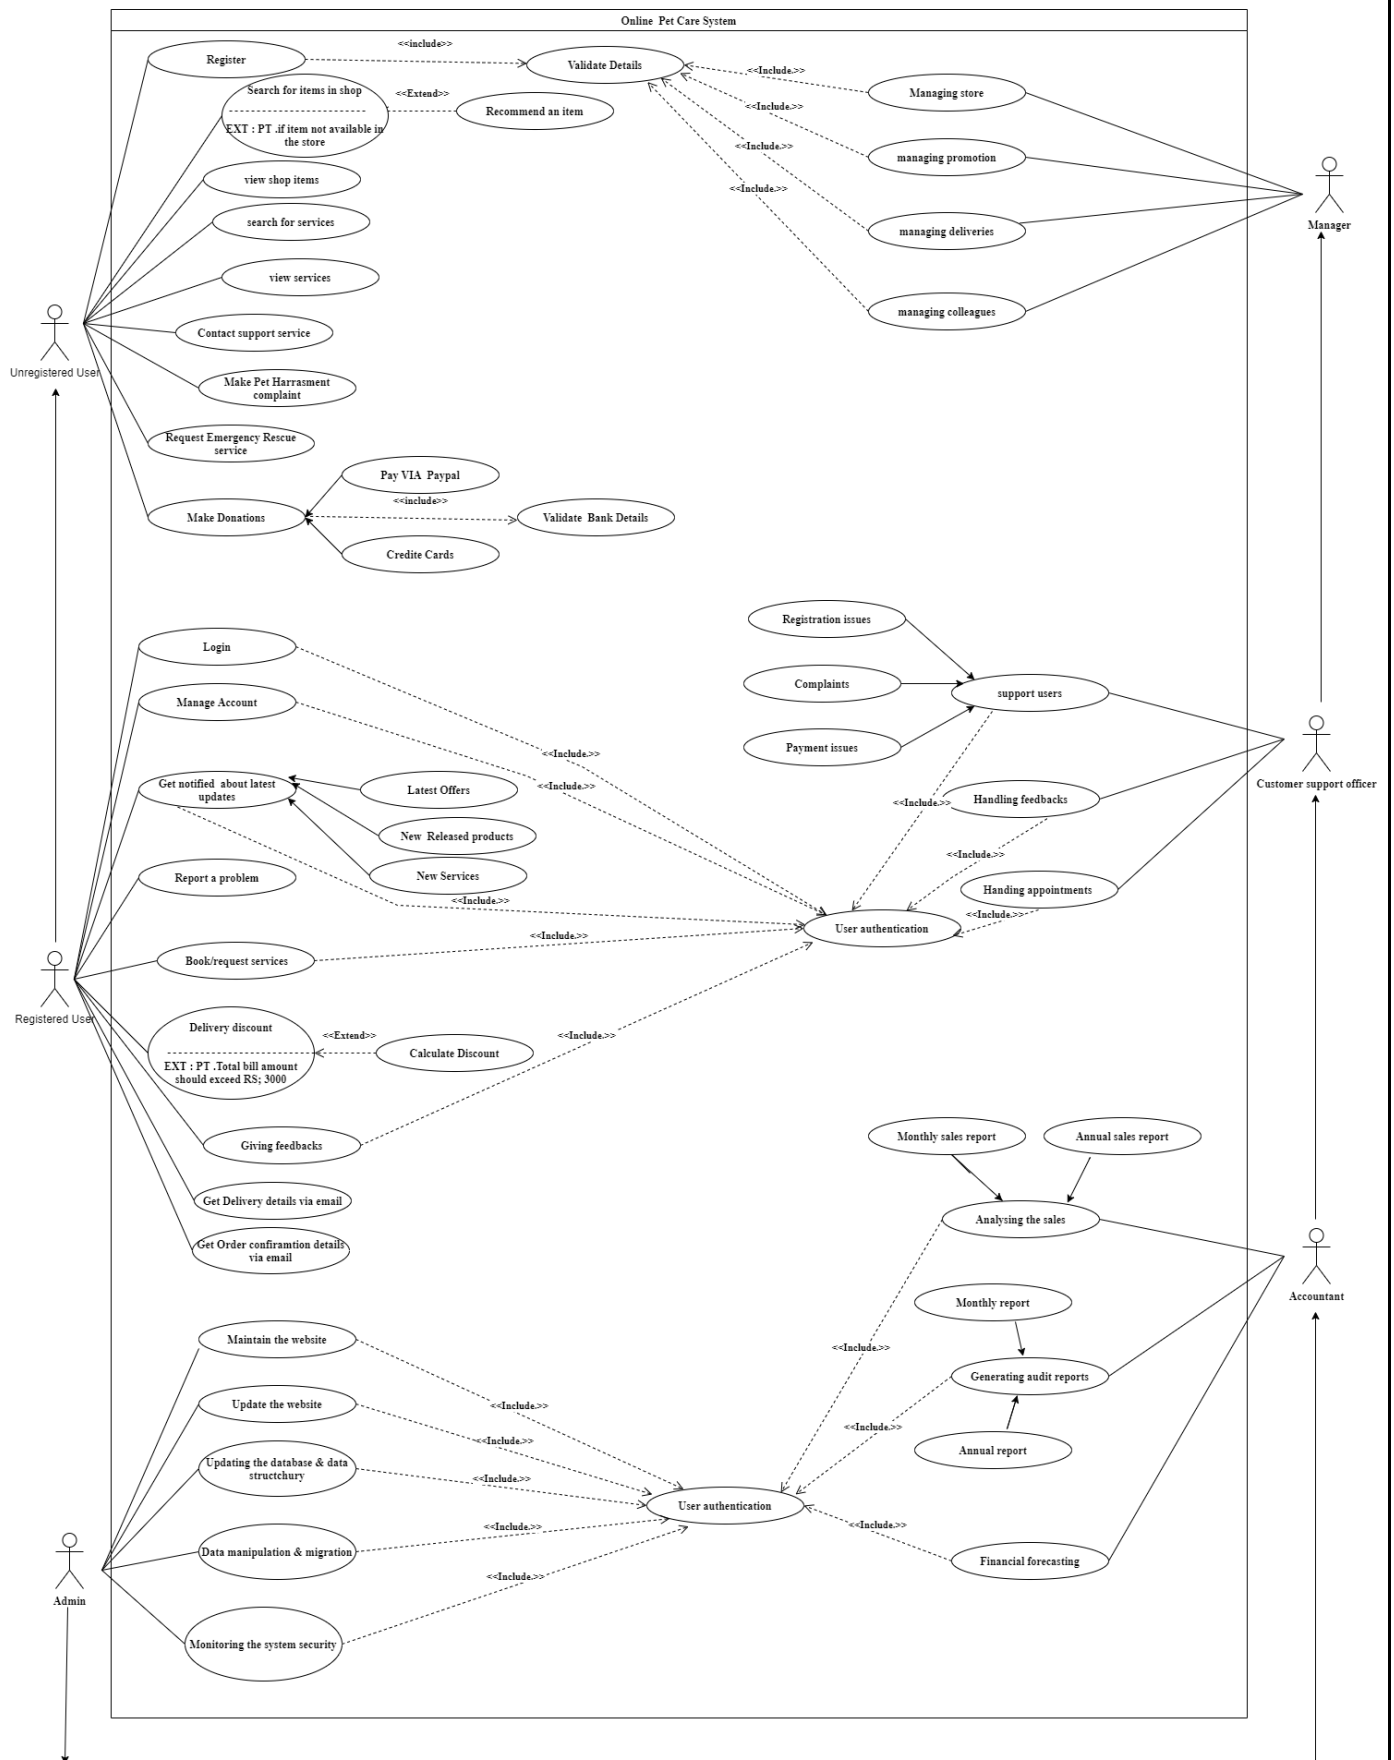 Online  Pet Care System
Register
<<include>>
Validate Details
<<Include.>>
Managing store
Search for items in shop
EXT : PT .if item not available in
the store
<<Extend>>
Recommend an item
<<Include.>>
managing promotion
<<Include.>>
managing deliveries
<<Include.>>
managing colleagues
Manager
view shop items
search for services
view services
Contact support service
Unregistered User
Make Pet Harrasment
complaint
Request Emergency Rescue
service
Pay VIA  Paypal
<<include>>
Make Donations
Validate  Bank Details
Credite Cards
Registration issues
Login
Complaints
support users
Manage Account
Payment issues
<<Include.>>
<<Include.>>
Customer support officer
Get notified  about latest
updates
Latest Offers
<<Include.>>
Handling feedbacks
New  Released products
<<Include.>>
Report a problem
New Services
Handing appointments
<<Include.>>
<<Include.>>
User authentication
<<Include.>>
Book/request services
Registered User
Delivery discount
EXT : PT .Total bill amount
should exceed RS; 3000
<<Extend>>
Calculate Discount
<<Include.>>
Giving feedbacks
Monthly sales report
Annual sales report
Get Delivery details via email
Analysing the sales
Get Order confiramtion details
via email
Accountant
Monthly report
Maintain the website
<<Include.>>
Generating audit reports
Update the website
<<Include.>>
<<Include.>>
<<Include.>>
Annual report
Updating the database & data
structchury
<<Include.>>
User authentication
<<Include.>>
<<Include.>>
Data manipulation & migration
Financial forecasting
<<Include.>>
Admin
Monitoring the system security